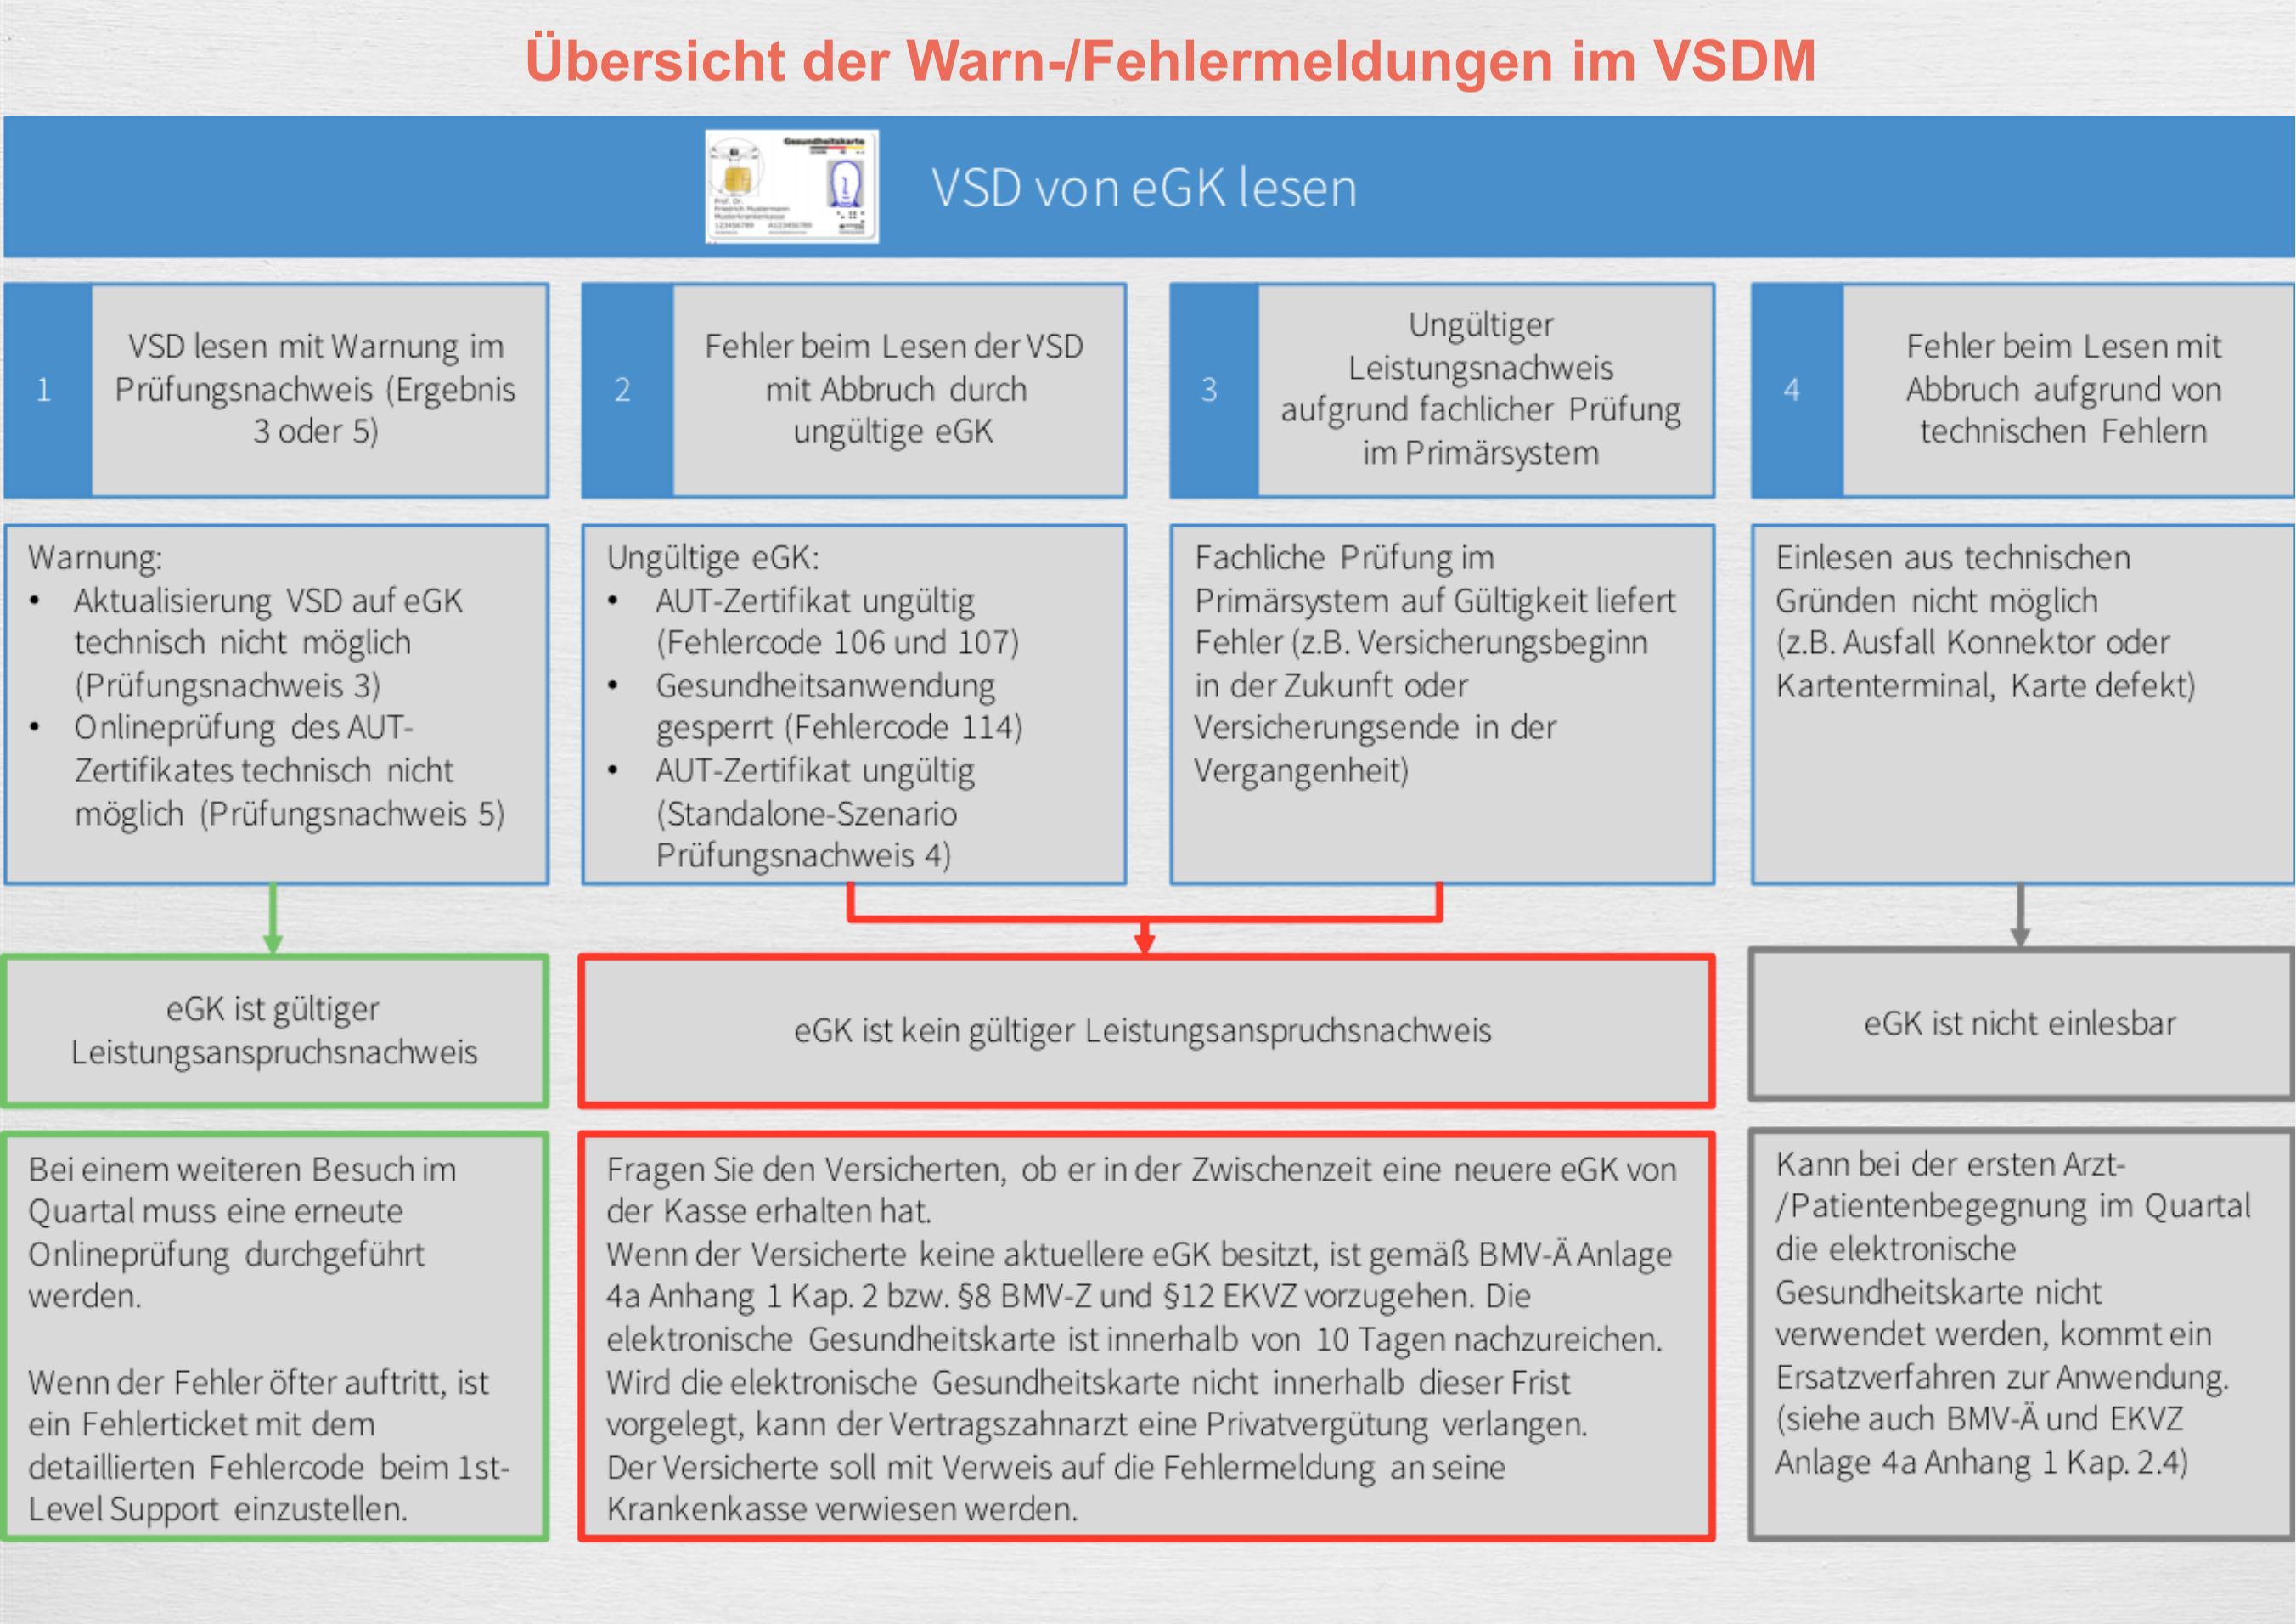 Übersicht der Warn-/Fehlermeldungen im VSDM
Gesundheitskarte
Prof. Dr.
Friedrich Mustermann
Musterkrankenkasse
123456789 A123456789
VSD von eGK lesen
1
VSD lesen mit Warnung im
Prüfungsnachweis (Ergebnis
3 oder 5)
2
Fehler beim Lesen der VSD
mit Abbruch durch
ungültige eGK
3
Ungültiger
Leistungsnachweis
aufgrund fachlicher Prüfung
im Primärsystem
4
Fehler beim Lesen mit
Abbruch aufgrund von
technischen Fehlern
Warnung:
• Aktualisierung VSD auf eGK
technisch nicht möglich
(Prüfungsnachweis 3)
• Onlineprüfung des AUT-
Zertifikates technisch nicht
möglich (Prüfungsnachweis 5)
Ungültige eGK:
• AUT-Zertifikat ungültig
(Fehlercode 106 und 107)
• Gesundheitsanwendung
gesperrt (Fehlercode 114)
• AUT-Zertifikat ungültig
(Standalone-Szenario
Prüfungsnachweis 4)
Fachliche Prüfung im
Primärsystem auf Gültigkeit liefert
Fehler (z.B. Versicherungsbeginn
in der Zukunft oder
Versicherungsende in der
Vergangenheit)
Einlesen aus technischen
Gründen nicht möglich
(z.B. Ausfall Konnektor oder
Kartenterminal, Karte defekt)
eGK ist gültiger
Leistungsanspruchsnachweis
eGK ist kein gültiger Leistungsanspruchsnachweis
eGK ist nicht einlesbar
Bei einem weiteren Besuch im
Quartal muss eine erneute
Onlineprüfung durchgeführt
werden.
Wenn der Fehler öfter auftritt, ist
ein Fehlerticket mit dem
detaillierten Fehlercode beim 1st-
Level Support einzustellen.
Fragen Sie den Versicherten, ob er in der Zwischenzeit eine neuere eGK von
der Kasse erhalten hat.
Wenn der Versicherte keine aktuellere eGK besitzt, ist gemäß BMV-Ä Anlage
4a Anhang 1 Kap. 2 bzw. §8 BMV-Z und §12 EKVZ vorzugehen. Die
elektronische Gesundheitskarte ist innerhalb von 10 Tagen nachzureichen.
Wird die elektronische Gesundheitskarte nicht innerhalb dieser Frist
vorgelegt, kann der Vertragszahnarzt eine Privatvergütung verlangen.
Der Versicherte soll mit Verweis auf die Fehlermeldung an seine
Krankenkasse verwiesen werden.
Kann bei der ersten Arzt-
/Patientenbegegnung im Quartal
die elektronische
Gesundheitskarte nicht
verwendet werden, kommt ein
Ersatzverfahren zur Anwendung.
(siehe auch BMV-Ä und EKVZ
Anlage 4a Anhang 1 Kap. 2.4)